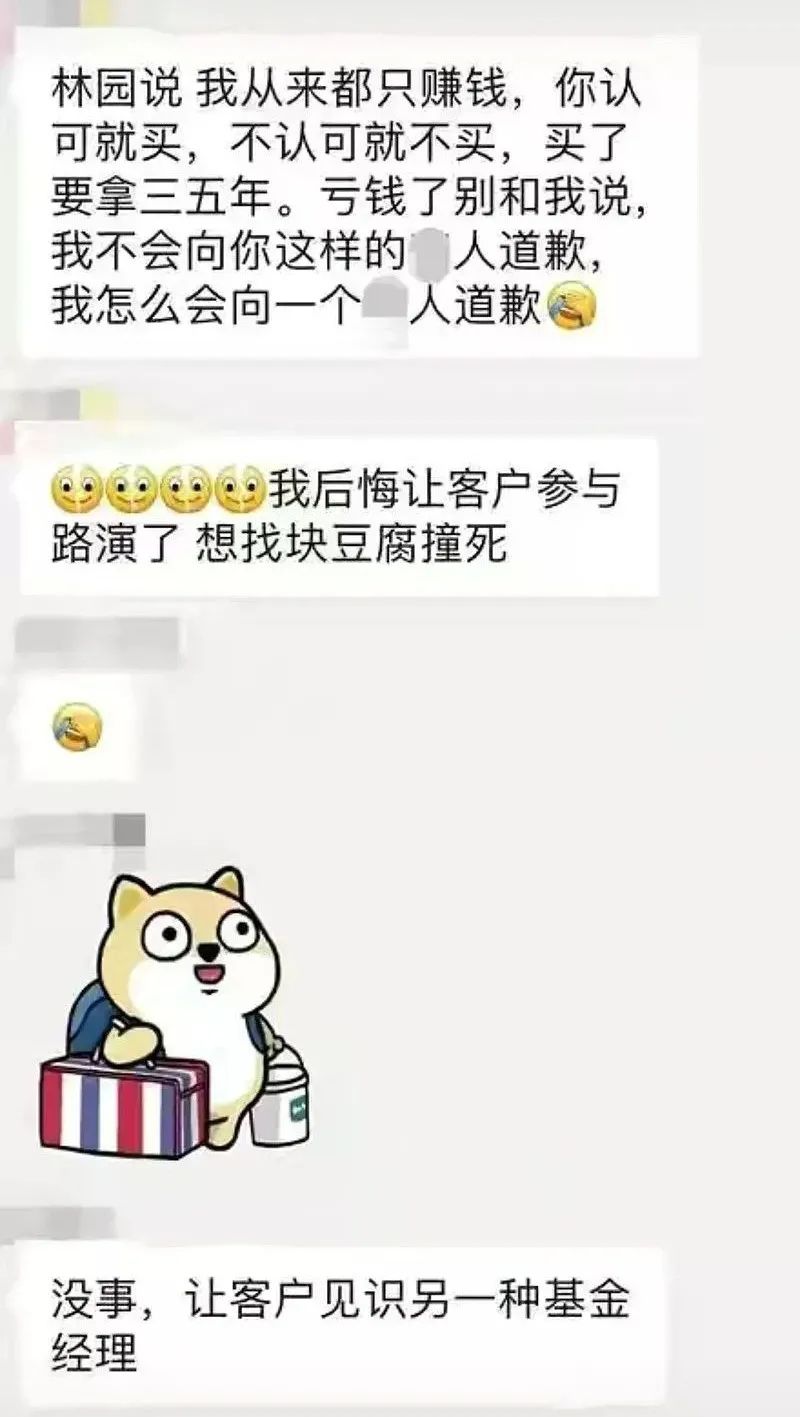 林园说 我从来都只赚钱，你认
可就买，不认可就不买，买了
要拿三五年。亏钱了别和我说，
我不会向你这样的人道歉，
我怎么会向一个人道歉
我后悔让客户参与
路演了 想找块豆腐撞死
没事，让客户见识另一种基金
经理